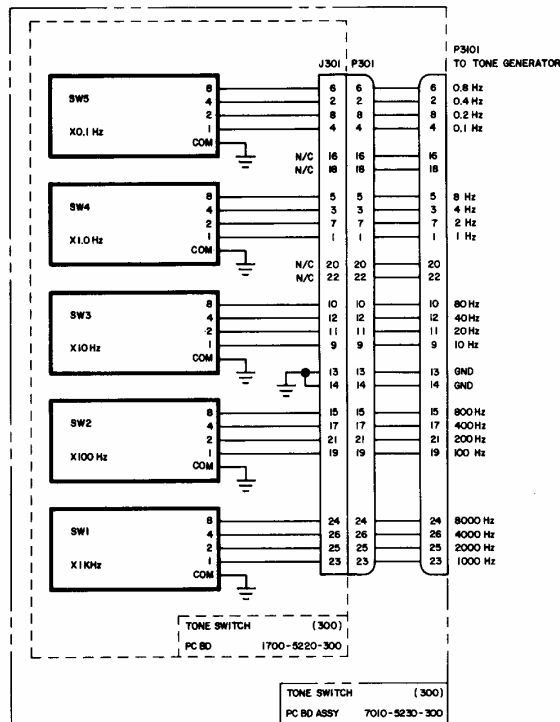 P3101
J301 P301 TO TONE GENERATOR
8 6 6 6 0.8 Hz
SW5 4 2 2 2 0.4 Hz
2 8 8 8 0.2 Hz
X0.1 Hz 1 4 4 4 0.1 Hz
COM
N/C 16 16 16
N/C 18 18 18
8 5 5 5 8 Hz
SW4 4 3 3 3 4 Hz
2 7 7 7 2 Hz
X1.0 Hz 1 1 1 1 1 Hz
COM
N/C 20 20 20
N/C 22 22 22
8 10 10 10 80 Hz
SW3 4 12 12 12 40 Hz
2 11 11 11 20 Hz
X10 Hz 1 9 9 9 10 Hz
COM
13 13 13 GND
14 14 14 GND
8 15 15 15 800 Hz
SW2 4 17 17 17 400 Hz
2 21 21 21 200 Hz
X100 Hz 1 19 19 19 100 Hz
COM
8 24 24 24 8000 Hz
SW1 4 26 26 26 4000 Hz
2 25 25 25 2000 Hz
X1KHz 1 23 23 23 1000 Hz
COM
TONE SWITCH (300)
PC BD 1700-5220-300
TONE SWITCH (300)
PC BD ASSY 7010-5230-300